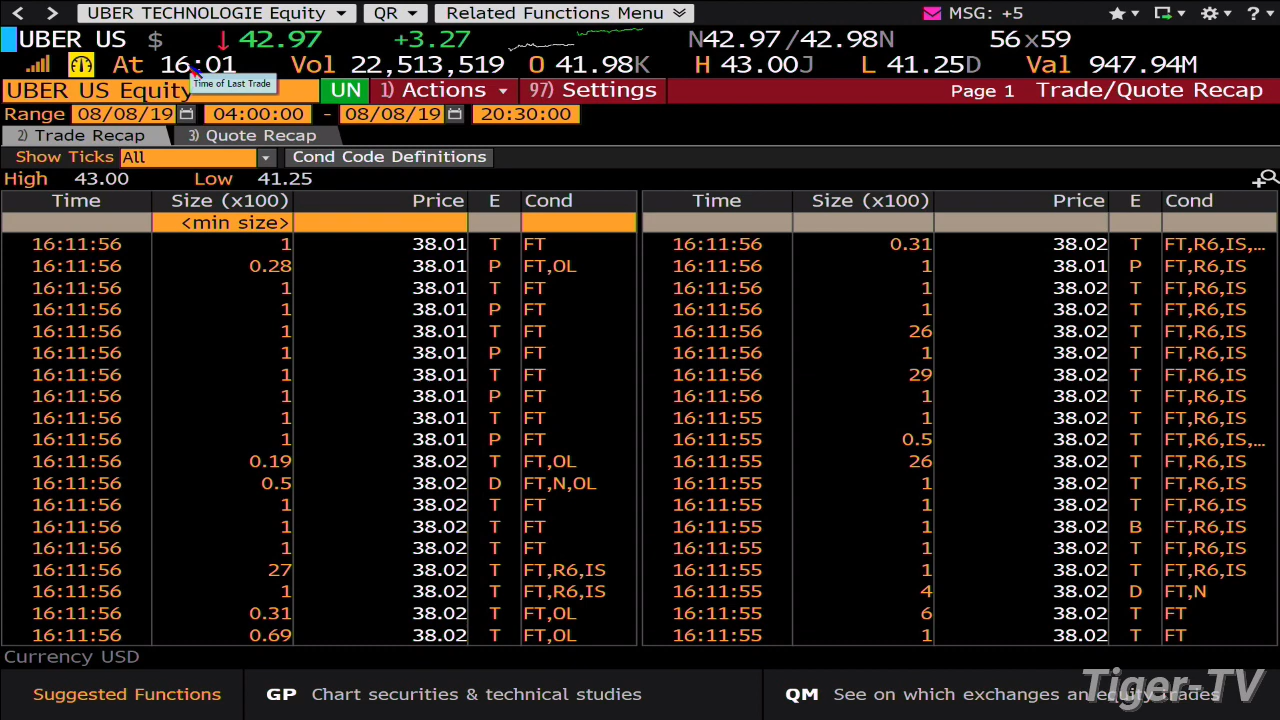 UBER TECHNOLOGIE Equity QR Related Functions Menu MSG: +5
UBER US $ 42.97 +3.27 N42.97/42.98N 56x59
At 16:01 Vol 22,513,519 O 41.98K H 43.00J L 41.25D Val 947.94M
Time of Last Trade
UBER US Equity UN 1) Actions 97) Settings Page 1 Trade/Quote Recap
Range 08/08/19 04:00:00 - 08/08/19 20:30:00
2) Trade Recap 3) Quote Recap
Show Ticks All Cond Code Definitions
High 43.00 Low 41.25
Time Size (x100) Price E Cond Time Size (x100) Price E Cond
<min size>
16:11:56 1 38.01 T FT 16:11:56 0.31 38.02 T FT,R6,IS,...
16:11:56 0.28 38.01 P FT,OL 16:11:56 1 38.01 P FT,R6,IS
16:11:56 1 38.01 T FT 16:11:56 1 38.02 T FT,R6,IS
16:11:56 1 38.01 P FT 16:11:56 1 38.02 T FT,R6,IS
16:11:56 1 38.01 T FT 16:11:56 26 38.02 T FT,R6,IS
16:11:56 1 38.01 P FT 16:11:56 1 38.02 T FT,R6,IS
16:11:56 1 38.01 T FT 16:11:56 29 38.02 T FT,R6,IS
16:11:56 1 38.01 P FT 16:11:56 1 38.02 T FT,R6,IS
16:11:56 1 38.01 T FT 16:11:55 1 38.02 T FT,R6,IS
16:11:56 1 38.01 P FT 16:11:55 0.5 38.02 T FT,R6,IS,...
16:11:56 0.19 38.02 T FT,OL 16:11:55 26 38.02 T FT,R6,IS
16:11:56 0.5 38.02 D FT,N,OL 16:11:55 1 38.02 T FT,R6,IS
16:11:56 1 38.02 T FT 16:11:55 1 38.02 T FT,R6,IS
16:11:56 1 38.02 T FT 16:11:55 1 38.02 B FT,R6,IS
16:11:56 1 38.02 T FT 16:11:55 1 38.02 T FT,R6,IS
16:11:56 27 38.02 T FT,R6,IS 16:11:55 1 38.02 T FT,R6,IS
16:11:56 1 38.02 T FT,R6,IS 16:11:55 4 38.02 D FT,N
16:11:56 0.31 38.02 T FT,OL 16:11:55 6 38.02 T FT
16:11:56 0.69 38.02 T FT,OL 16:11:55 1 38.02 T FT
Currency USD
Suggested Functions GP Chart securities & technical studies QM See on which exchanges an equity trades
Tiger-TV